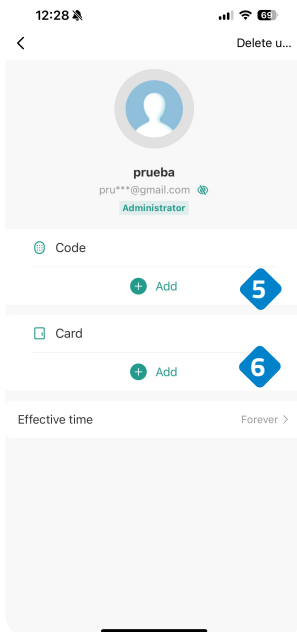 12:28
69
Delete u...
prueba
pru***@gmail.com
Administrator
Code
Add
5
Card
Add
6
Effective time
Forever